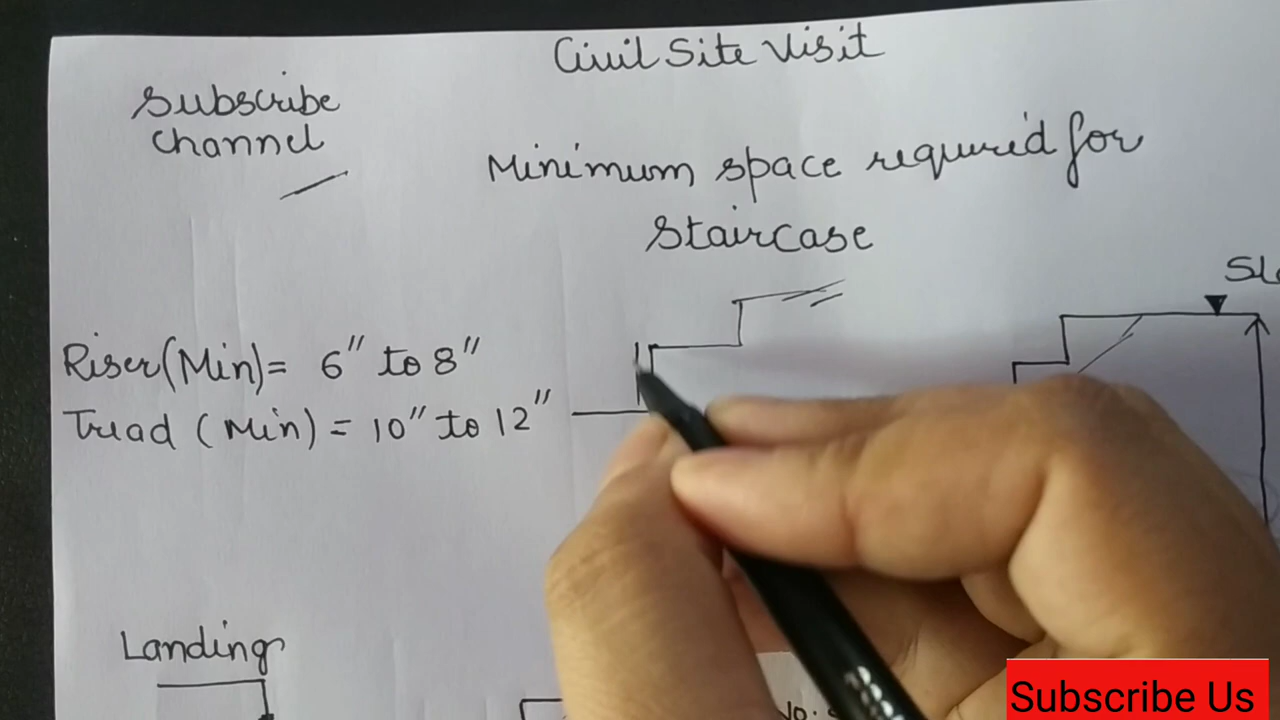 Civil Site Visit
Subscribe
channel
Minimum space required for
Staircase
Riser(Min)= 6" to 8"
Tread (Min) = 10" to 12"
Landing
Subscribe Us